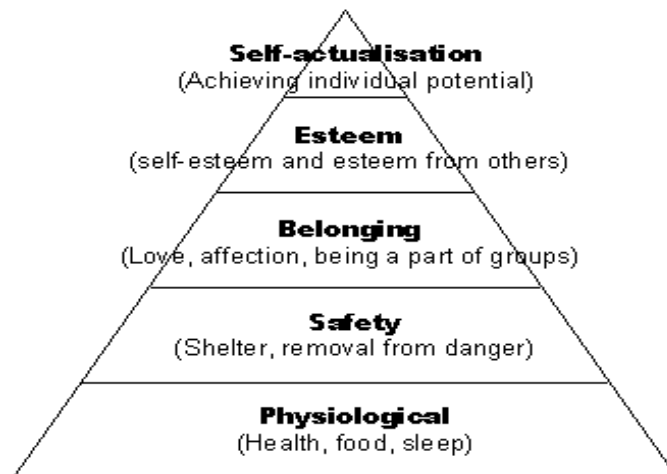 Self-actualisation
(Achieving individual potential)
Esteem
(self-esteem and esteem from others)
Belonging
(Love, affection, being a part of groups)
Safety
(Shelter, removal from danger)
Physiological
(Health, food, sleep)